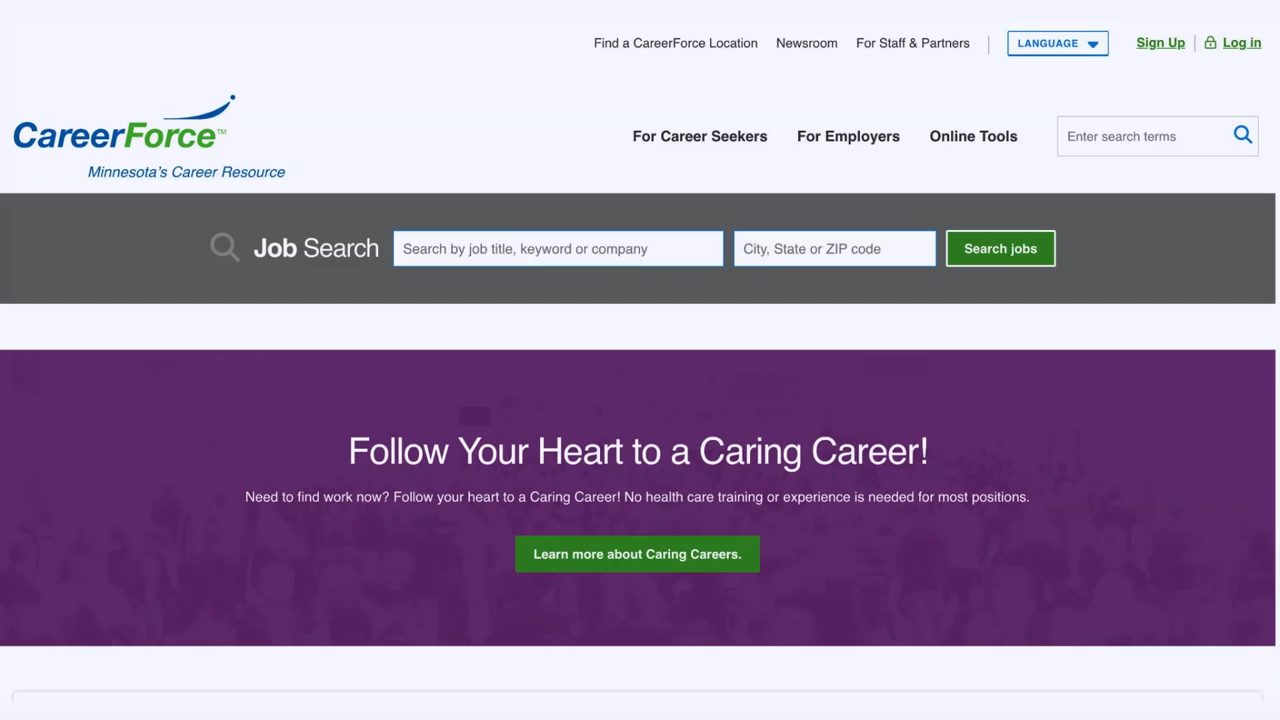 Find a CareerForce Location Newsroom For Staff & Partners LANGUAGE Sign Up Log in
CareerForce™
Minnesota's Career Resource
For Career Seekers For Employers Online Tools Enter search terms
Job Search Search by job title, keyword or company City, State or ZIP code Search jobs
Follow Your Heart to a Caring Career!
Need to find work now? Follow your heart to a Caring Career! No health care training or experience is needed for most positions.
Learn more about Caring Careers.